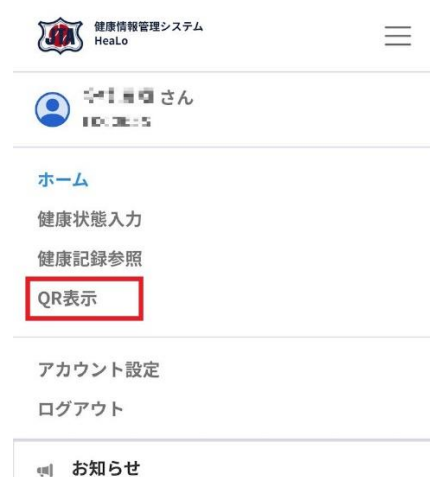 JTA
健康情報管理システム
HeaLo
さん
ホーム
健康状態入力
健康記録参照
QR表示
アカウント設定
ログアウト
お知らせ